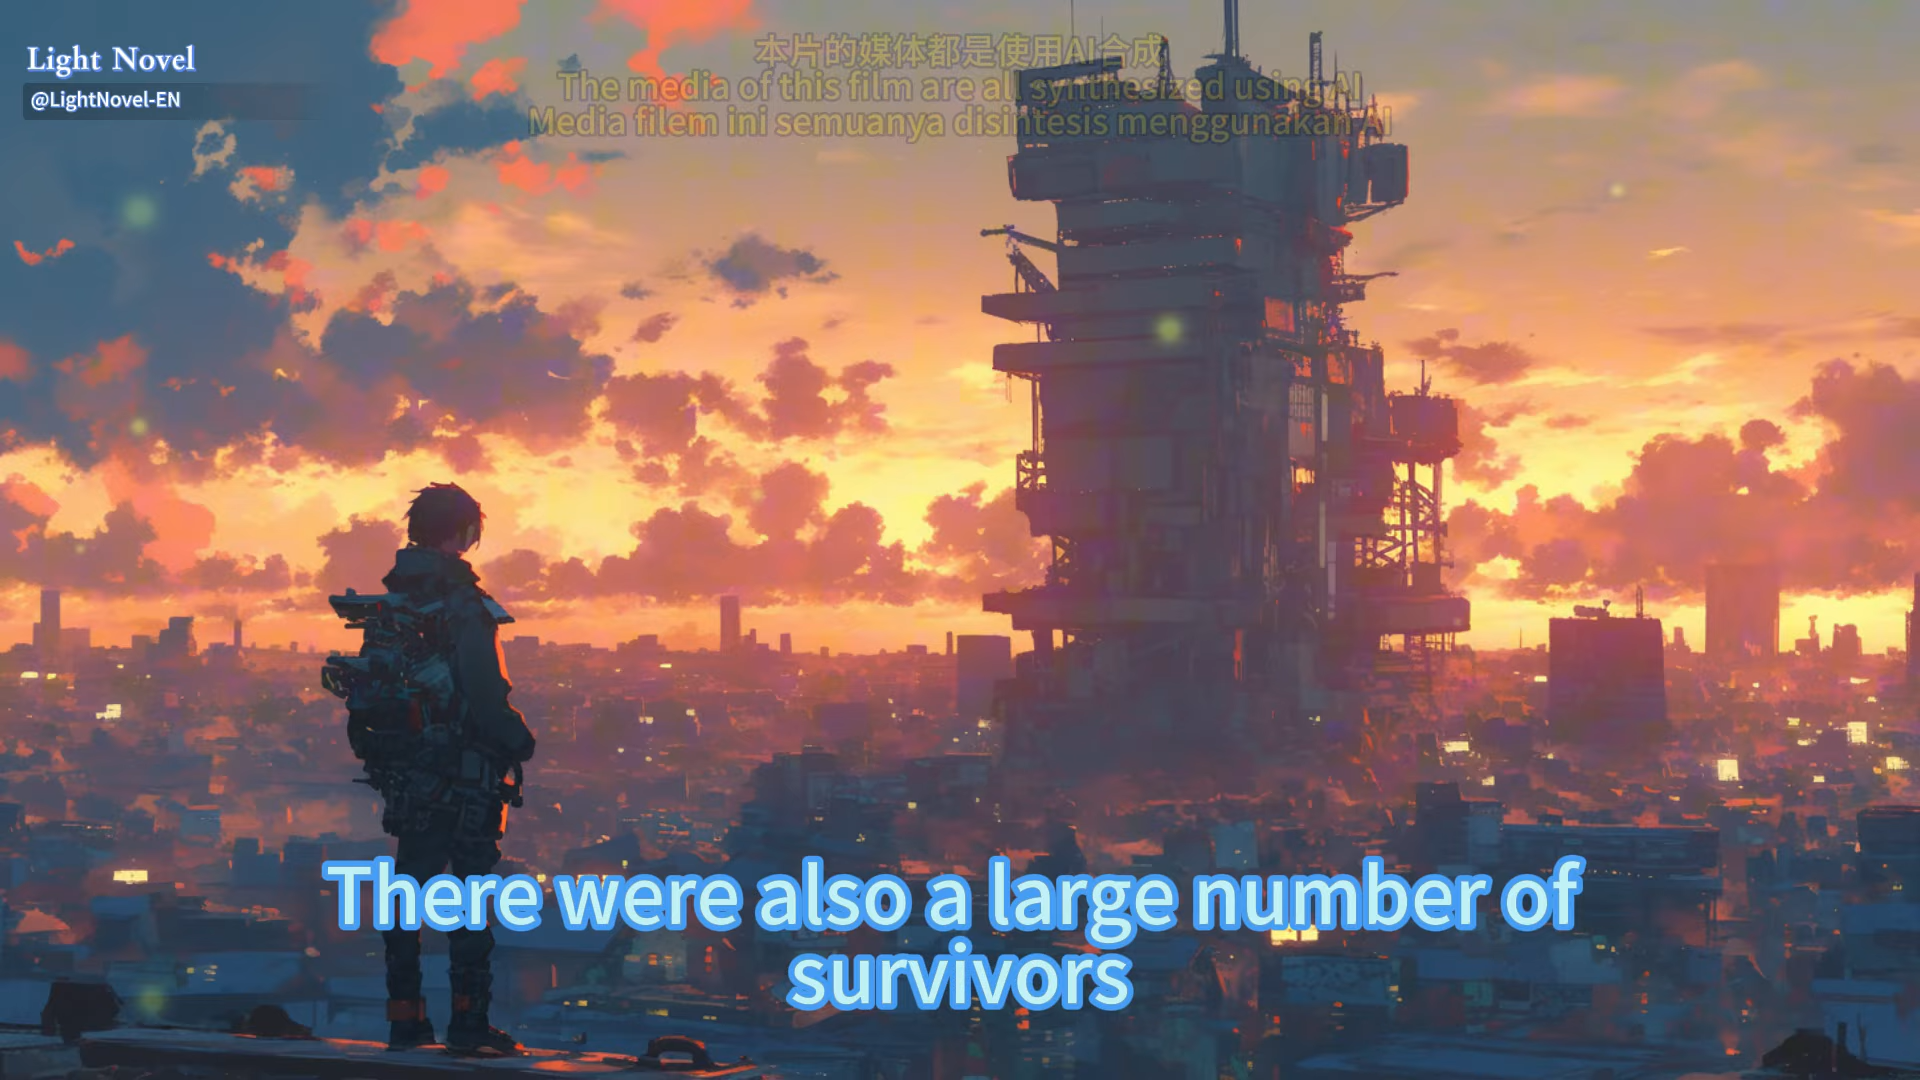 Light Novel
@LightNovel-EN
本片的媒体都是使用AI合成
The media of this film are all synthesized using AI
Media filem ini semuanya disintesis menggunakan AI
There were also a large number of
survivors